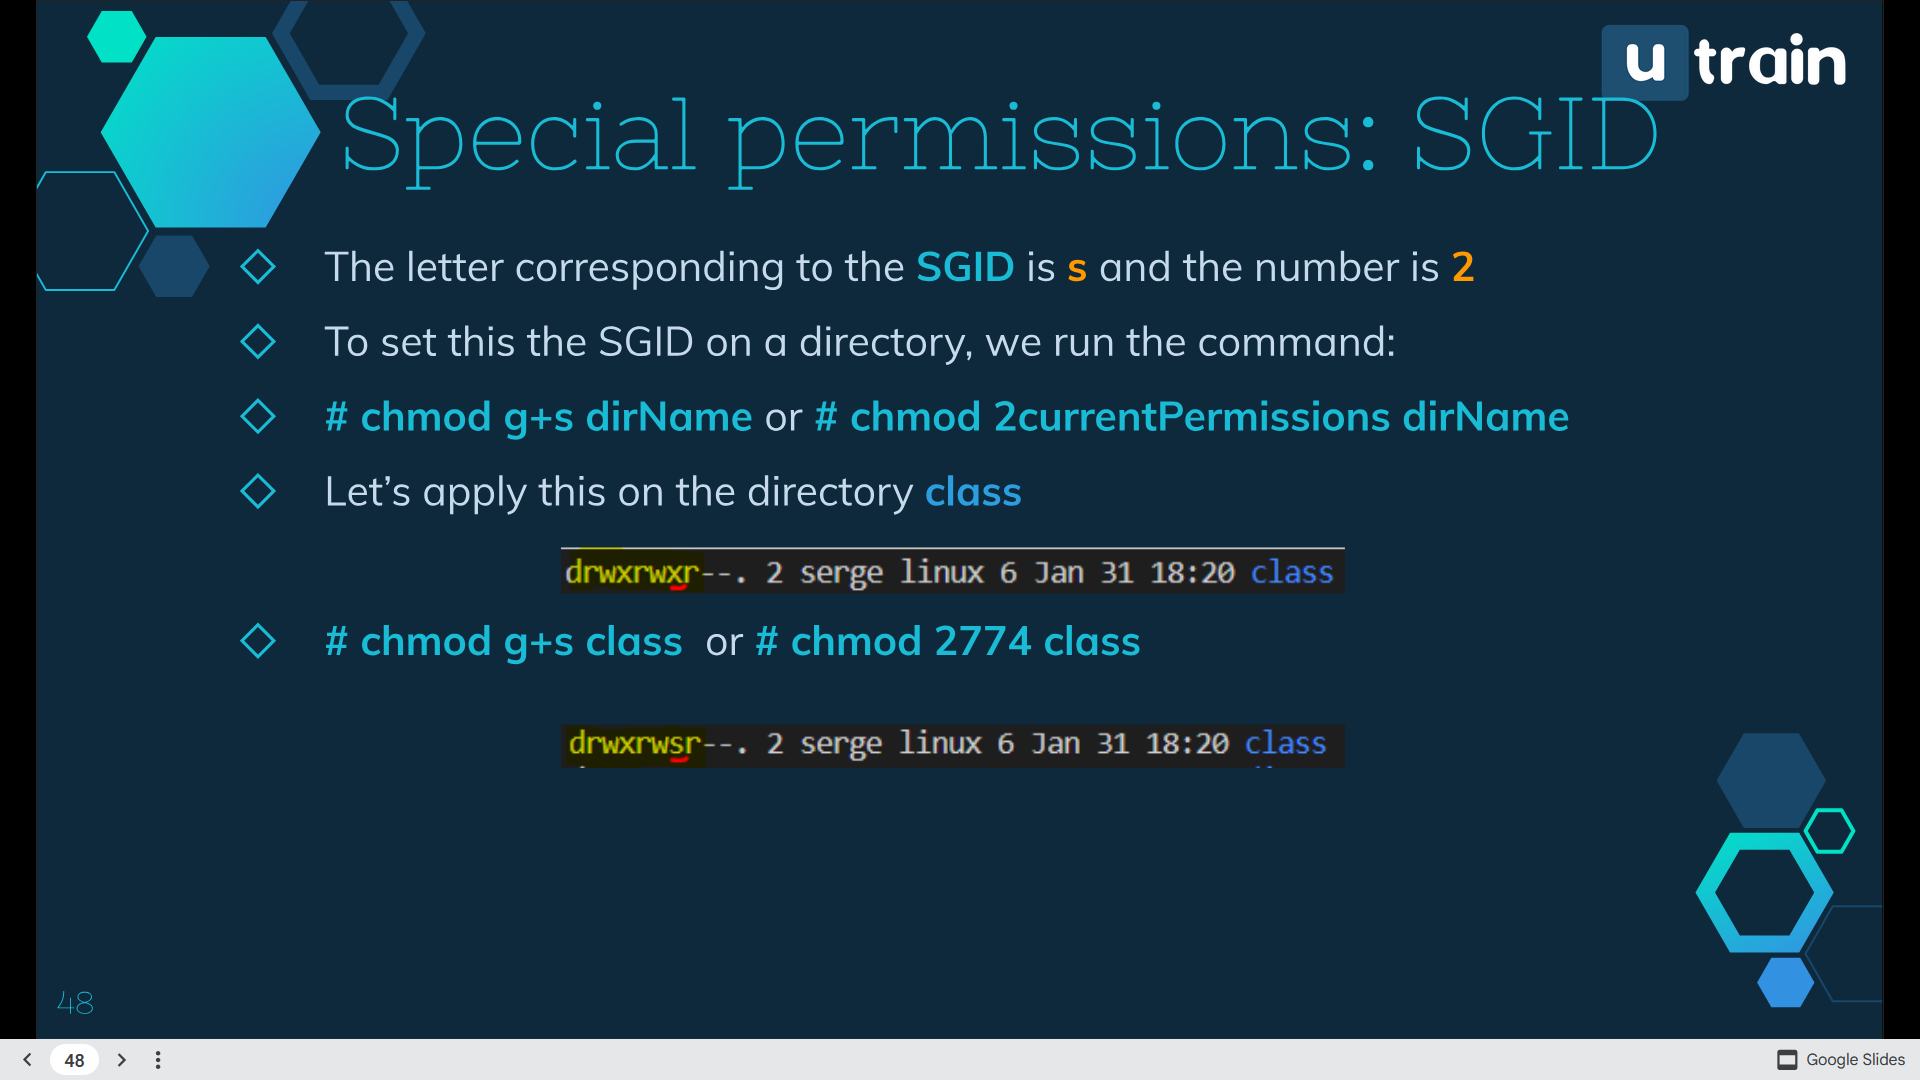 u train
Special permissions: SGID
The letter corresponding to the SGID is s and the number is 2
To set this the SGID on a directory, we run the command:
# chmod g+s dirName or # chmod 2currentPermissions dirName
Let’s apply this on the directory class
drwxrwxr--. 2 serge linux 6 Jan 31 18:20 class
# chmod g+s class or # chmod 2774 class
drwxrwsr--. 2 serge linux 6 Jan 31 18:20 class
48
48
Google Slides